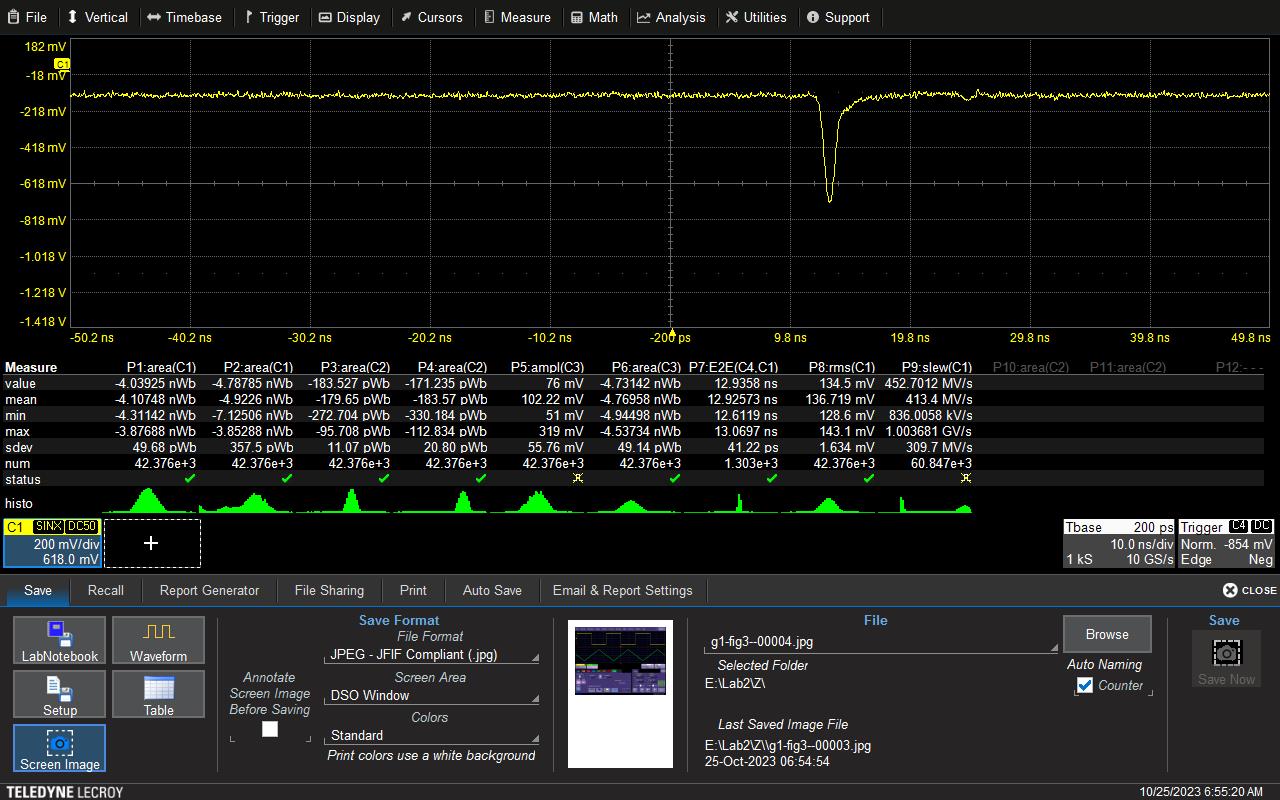 File Vertical Timebase Trigger Display Cursors Measure Math Analysis Utilities Support
182 mV
C1
-18 mV
-218 mV
-418 mV
-618 mV
-818 mV
-1.018 V
-1.218 V
-1.418 V
-50.2 ns -40.2 ns -30.2 ns -20.2 ns -10.2 ns -200 ps 9.8 ns 19.8 ns 29.8 ns 39.8 ns 49.8 ns
Measure P1:area(C1) P2:area(C1) P3:area(C2) P4:area(C2) P5:ampl(C3) P6:area(C3) P7:E2E(C4,C1) P8:rms(C1) P9:slew(C1) P10:area(C2) P11:area(C2) P12:- - -
value -4.03925 nWb -4.78785 nWb -183.527 pWb -171.235 pWb 76 mV -4.73142 nWb 12.9358 ns 134.5 mV 452.7012 MV/s
mean -4.10748 nWb -4.9226 nWb -179.65 pWb -183.57 pWb 102.22 mV -4.76958 nWb 12.92573 ns 136.719 mV 413.4 MV/s
min -4.31142 nWb -7.12506 nWb -272.704 pWb -330.184 pWb 51 mV -4.94498 nWb 12.6119 ns 128.6 mV 836.0058 kV/s
max -3.87688 nWb -3.85288 nWb -95.708 pWb -112.834 pWb 319 mV -4.53734 nWb 13.0697 ns 143.1 mV 1.003681 GV/s
sdev 49.68 pWb 357.5 pWb 11.07 pWb 20.80 pWb 55.76 mV 49.14 pWb 41.22 ps 1.634 mV 309.7 MV/s
num 42.376e+3 42.376e+3 42.376e+3 42.376e+3 42.376e+3 42.376e+3 1.303e+3 42.376e+3 60.847e+3
status
histo
C1 SINX DC50
200 mV/div
618.0 mV
+
Tbase 200 ps
10.0 ns/div
1 kS 10 GS/s
Trigger C4 DC
Norm. -854 mV
Edge Neg
Save Recall Report Generator File Sharing Print Auto Save Email & Report Settings CLOSE
LabNotebook Waveform
Setup Table
Screen Image
Annotate
Screen Image
Before Saving
Save Format
File Format
JPEG - JFIF Compliant (.jpg)
Screen Area
DSO Window
Colors
Standard
Print colors use a white background
File
g1-fig3--00004.jpg
Browse
Selected Folder
E:\Lab2\Z\
Auto Naming
Counter
Last Saved Image File
E:\Lab2\Z\\g1-fig3--00003.jpg
25-Oct-2023 06:54:54
Save
Save Now
TELEDYNE LECROY
10/25/2023 6:55:20 AM